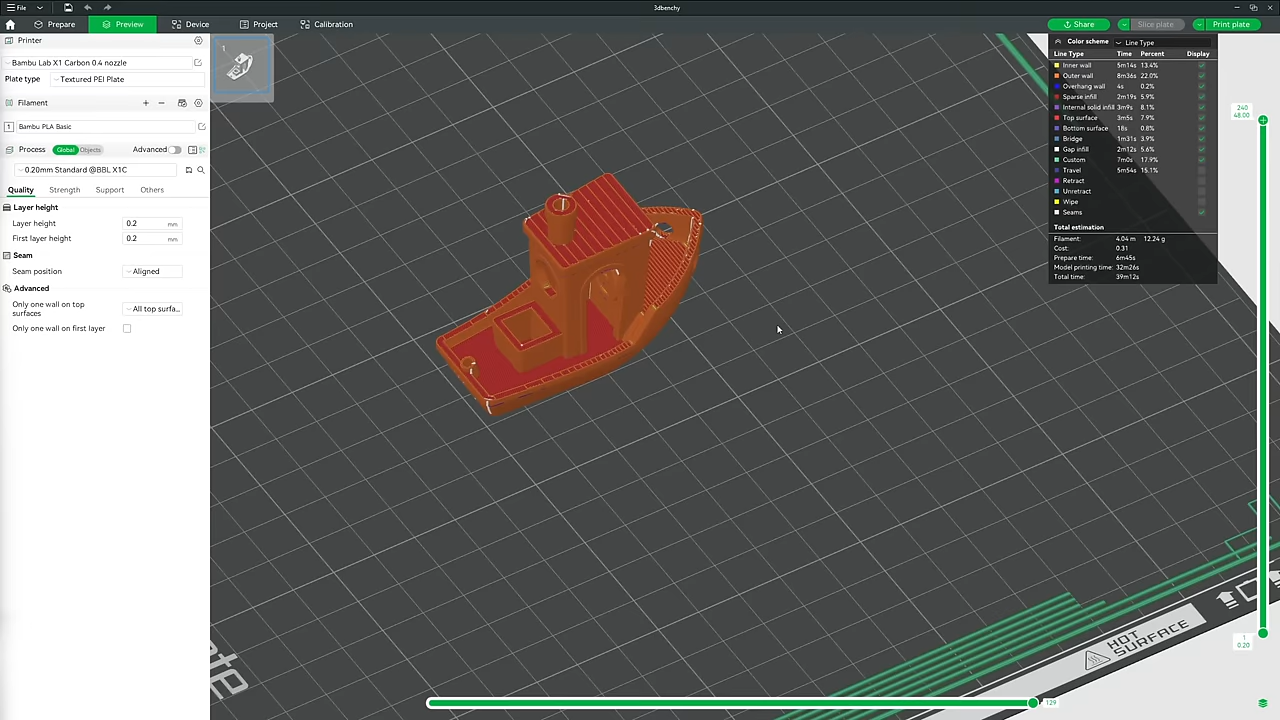 File
3dbenchy
Prepare
Preview
Device
Project
Calibration
Share
Slice plate
Print plate
Printer
Bambu Lab X1 Carbon 0.4 nozzle
Plate type
Textured PEI Plate
Filament
1
Bambu PLA Basic
Process
Global
Objects
Advanced
0.20mm Standard @BBL X1C
Quality
Strength
Support
Others
Layer height
Layer height
0.2
mm
First layer height
0.2
mm
Seam
Seam position
Aligned
Advanced
Only one wall on top
surfaces
All top surfa...
Only one wall on first layer
1
Color scheme
Line Type
Line Type Time Percent Display
Inner wall 5m14s 13.4%
Outer wall 8m36s 22.0%
Overhang wall 4s 0.2%
Sparse infill 2m19s 5.9%
Internal solid infill 3m9s 8.1%
Top surface 3m5s 7.9%
Bottom surface 18s 0.8%
Bridge 1m31s 3.9%
Gap infill 2m12s 5.6%
Custom 7m0s 17.9%
Travel 5m54s 15.1%
Retract
Unretract
Wipe
Seams
Total estimation
Filament: 4.04 m 12.24 g
Cost: 0.31
Prepare time: 6m45s
Model printing time: 32m26s
Total time: 39m12s
240
48.00
1
0.20
HOT
SURFACE
129